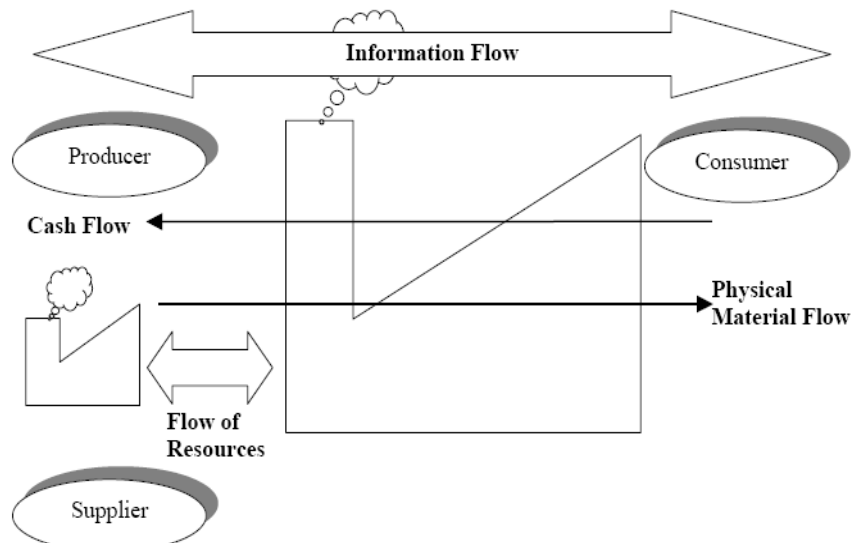 Information Flow
Producer
Consumer
Cash Flow
Physical
Material Flow
Flow of
Resources
Supplier